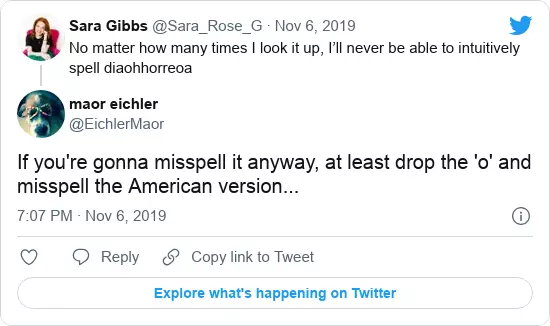 Sara Gibbs @Sara_Rose_G · Nov 6, 2019
No matter how many times I look it up, I’ll never be able to intuitively
spell diaohhorreoa
maor eichler
@EichlerMaor
If you're gonna misspell it anyway, at least drop the 'o' and
misspell the American version...
7:07 PM · Nov 6, 2019
Reply Copy link to Tweet
Explore what's happening on Twitter